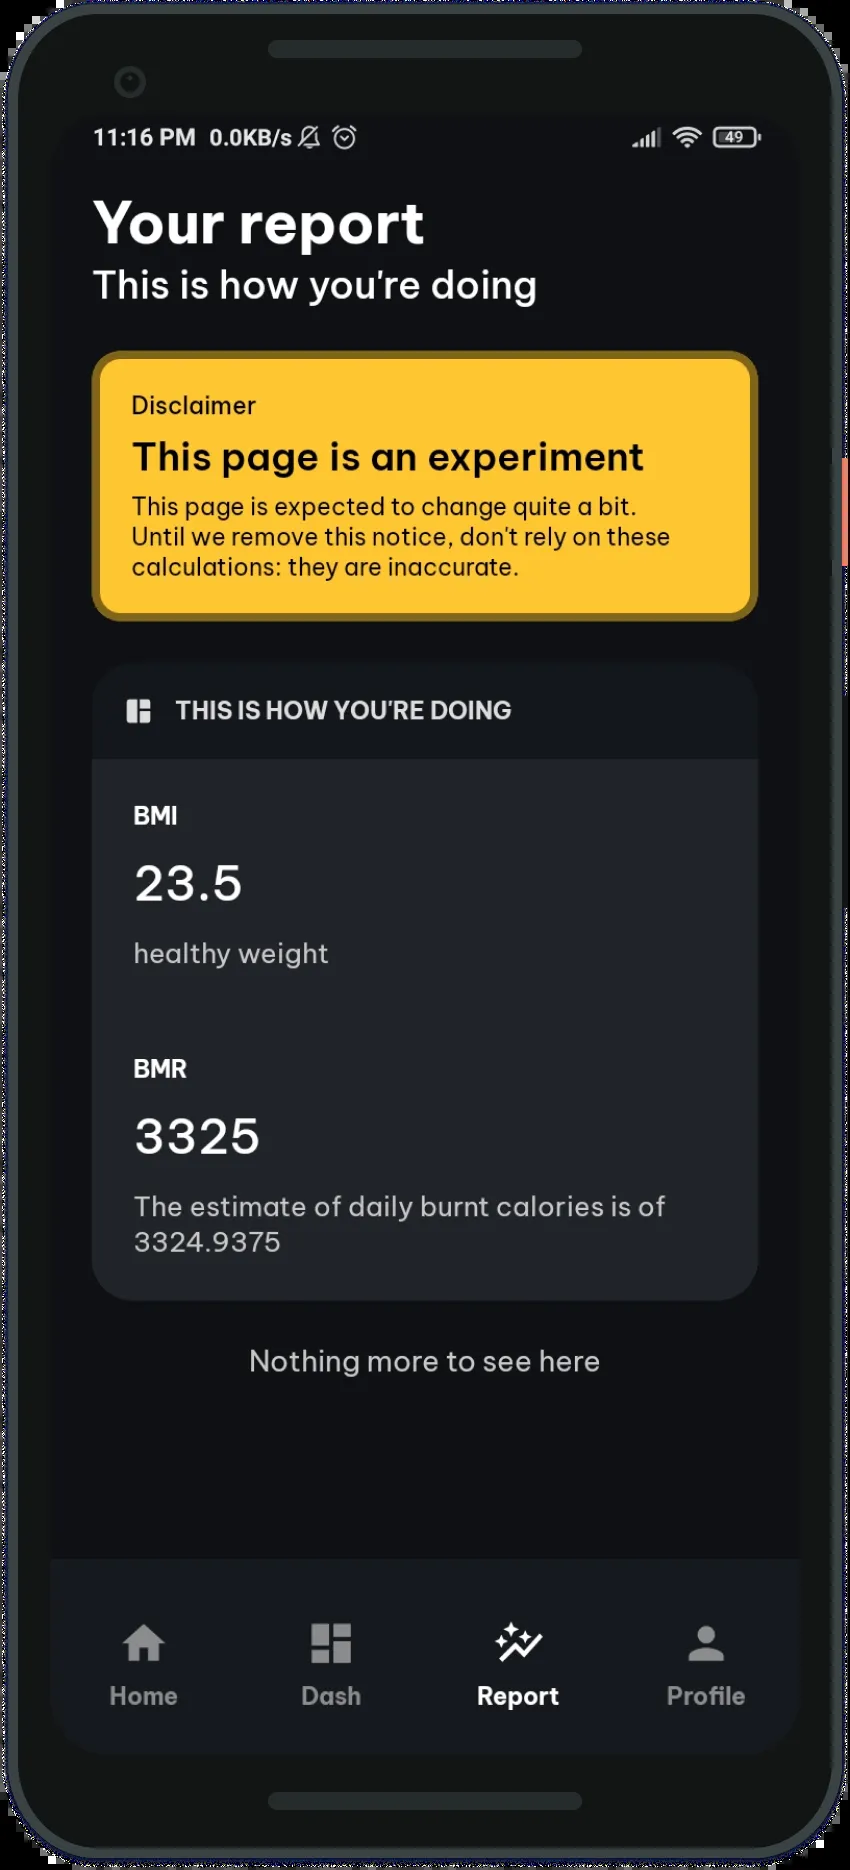 11:16 PM 0.0KB/s
49
Your report
This is how you're doing
Disclaimer
This page is an experiment
This page is expected to change quite a bit.
Until we remove this notice, don't rely on these
calculations: they are inaccurate.
THIS IS HOW YOU'RE DOING
BMI
23.5
healthy weight
BMR
3325
The estimate of daily burnt calories is of
3324.9375
Nothing more to see here
Home
Dash
Report
Profile